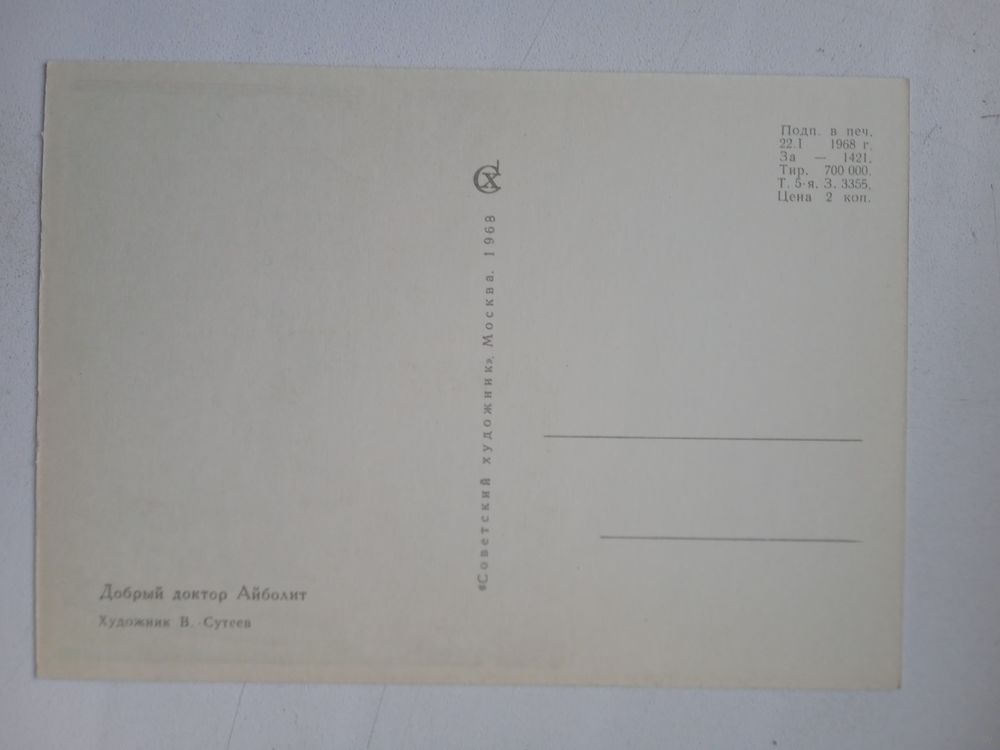 Подп. в печ.
22.I 1968 г.
За — 1421.
Тир. 700 000.
Т. 5-я. З. 3355.
Цена 2 коп.
СХ
«Советский художник». Москва. 1968
Добрый доктор Айболит
Художник В. Сутеев